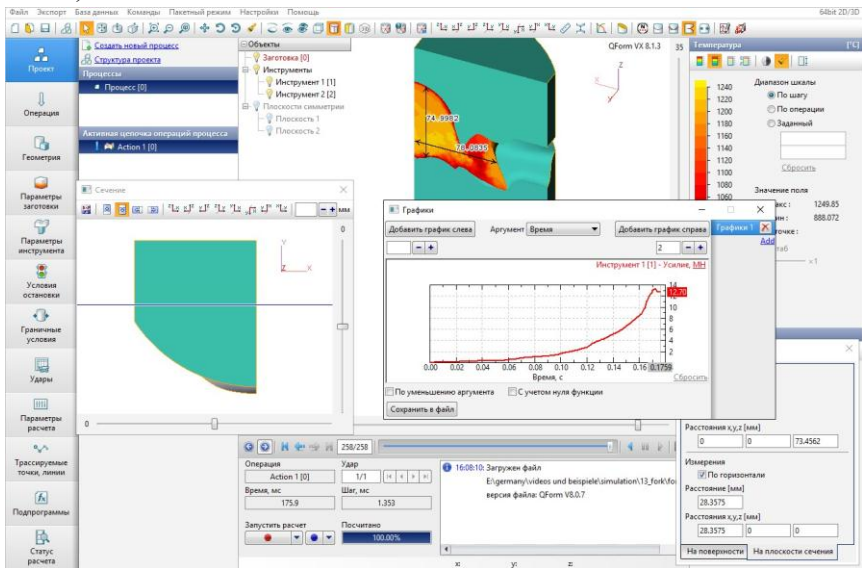 Файл Экспорт База данных Команды Пакетный режим Настройки Помощь
64bit 2D/3D
Проект
Операция
Геометрия
Параметры заготовки
Параметры инструмента
Условия остановки
Граничные условия
Удары
Параметры расчета
Трассируемые точки, линии
Подпрограммы
Статус расчета
Создать новый процесс
Структура проекта
Процессы
Процесс [0]
Активная цепочка операций процесса
Action 1 [0]
Объекты
Заготовка [0]
Инструменты
Инструмент 1 [1]
Инструмент 2 [2]
Плоскости симметрии
Плоскость 1
Плоскость 2
QForm VX 8.1.3
z
x
74.9982
78.0835
35
Температура [°C]
1240
1220
1200
1180
1160
1140
1120
1100
1080
1060
Диапазон шкалы
По шагу
По операции
Заданный
Сбросить
Значение поля
1249.85
888.072
Add
×1
Сечение
мм
0
Y
Z X
0
Графики
Добавить график слева Аргумент Время Добавить график справа
2
Графики 1
Инструмент 1 [1] - Усилие, МН
14
12.70
10
8
6
4
2
0.00 0.02 0.04 0.06 0.08 0.10 0.12 0.14 0.16 0.1759
Время, с
Сбросить
По уменьшению аргумента С учетом нуля функции
Сохранить в файл
258/258
Операция Удар
Action 1 [0] 1/1
Время, мс Шаг, мс
175.9 1.353
Запустить расчет Посчитано
100.00%
16:08:10: Загружен файл
E:\germany\videos und beispiele\simulation\13_fork\fo
версия файла: QForm V8.0.7
x: y: z:
Расстояния x,y,z [мм]
0 0 73.4562
Измерения
По горизонтали
Расстояние [мм]
28.3575
Расстояния x,y,z [мм]
28.3575 0 0
На поверхности На плоскости сечения